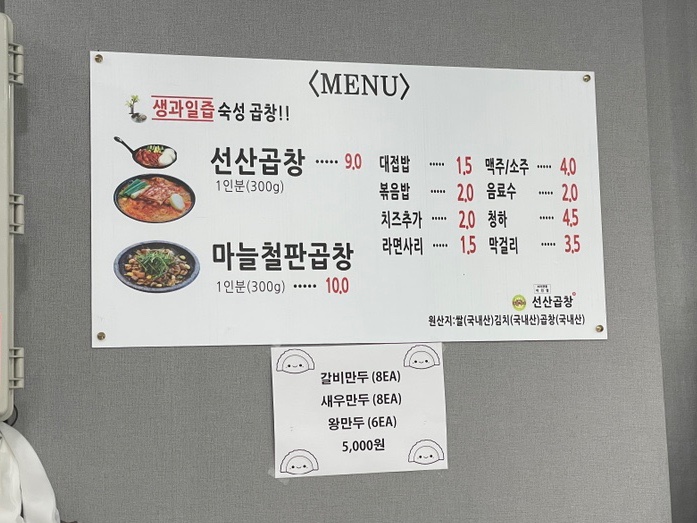 〈MENU〉
생과일즙 숙성 곱창!!
선산곱창 ····· 9.0
1인분(300g)
마늘철판곱창
1인분(300g) ····· 10.0
대접밥 ····· 1.5
볶음밥 ····· 2.0
치즈추가 ····· 2.0
라면사리 ····· 1.5
맥주/소주 ····· 4.0
음료수 ····· 2.0
청하 ····· 4.5
막걸리 ····· 3.5
선산곱창
원산지:쌀(국내산)김치(국내산)곱창(국내산)
갈비만두 (8EA)
새우만두 (8EA)
왕만두 (6EA)
5,000원